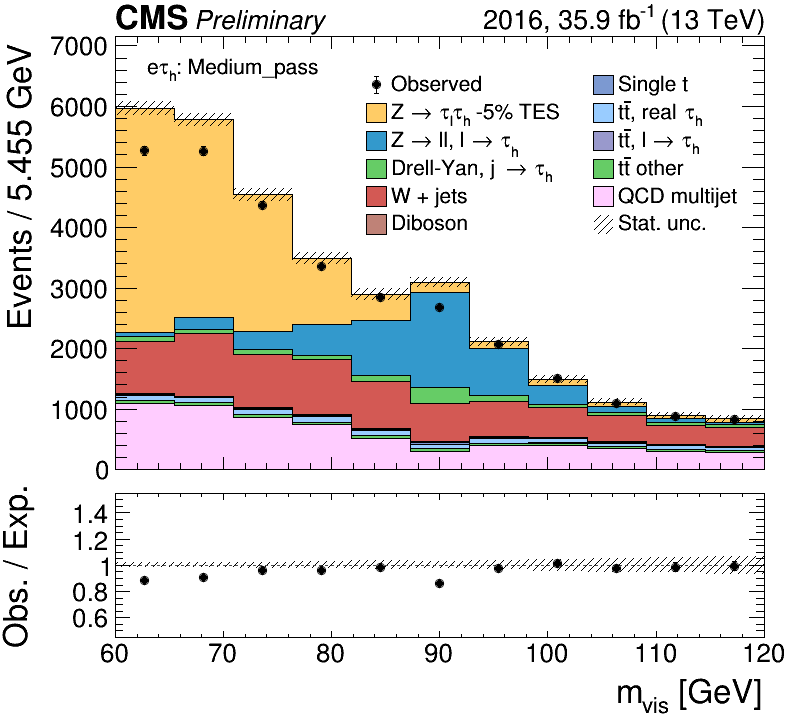 CMS Preliminary 2016, 35.9 fb⁻¹ (13 TeV)
Events / 5.455 GeV
7000
6000
5000
4000
3000
2000
1000
0
eτh: Medium_pass
Observed
Z → τlτh -5% TES
Z → ll, l → τh
Drell-Yan, j → τh
W + jets
Diboson
Single t
tt̄, real τh
tt̄, l → τh
tt̄ other
QCD multijet
Stat. unc.
Obs. / Exp.
1.4
1.2
1
0.8
0.6
60 70 80 90 100 110 120
mvis [GeV]